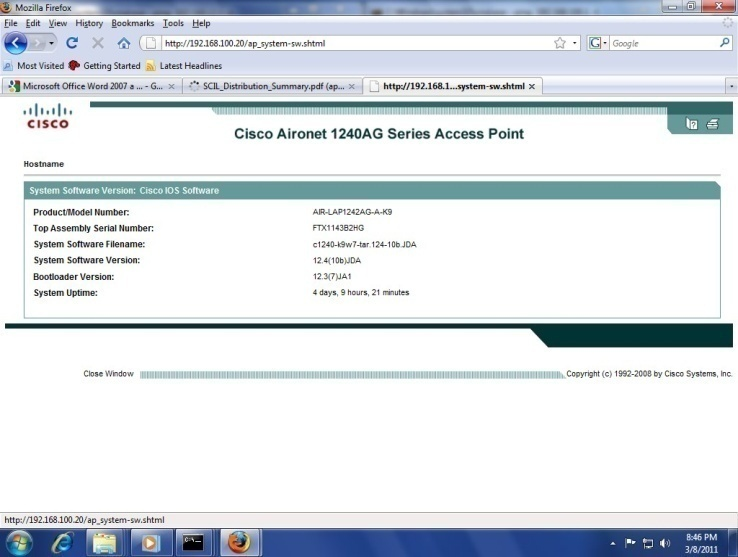 Mozilla Firefox
File Edit View History Bookmarks Tools Help
http://192.168.100.20/ap_system-sw.shtml
G Google
Most Visited Getting Started Latest Headlines
Microsoft Office Word 2007 a ... - G...
SCIL_Distribution_Summary.pdf (ap...
http://192.168.1...system-sw.shtml
CISCO
Cisco Aironet 1240AG Series Access Point
Hostname
System Software Version: Cisco IOS Software
Product/Model Number: AIR-LAP1242AG-A-K9
Top Assembly Serial Number: FTX1143B2HG
System Software Filename: c1240-k9w7-tar.124-10b.JDA
System Software Version: 12.4(10b)JDA
Bootloader Version: 12.3(7)JA1
System Uptime: 4 days, 9 hours, 21 minutes
Close Window
Copyright (c) 1992-2008 by Cisco Systems, Inc.
http://192.168.100.20/ap_system-sw.shtml
8:46 PM
3/8/2011